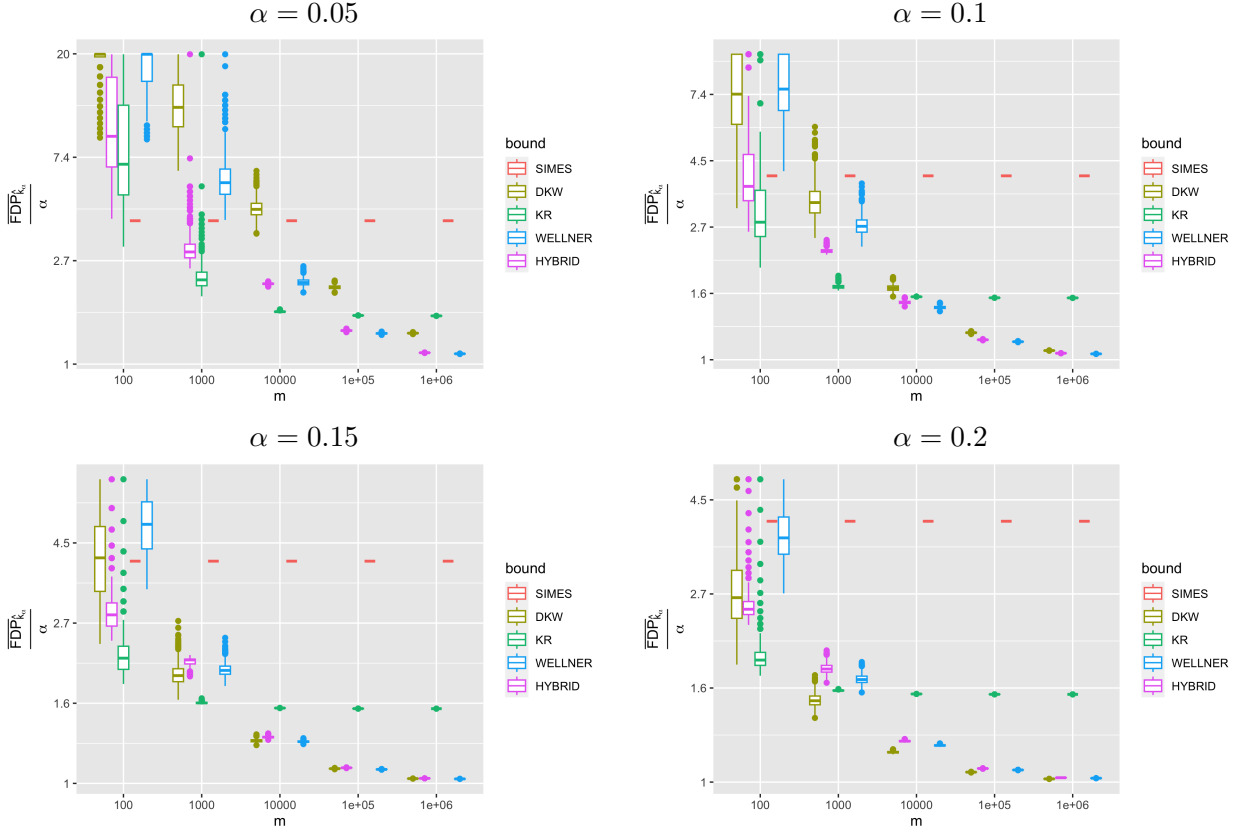 α = 0.05
20
7.4
2.7
1
FDP k̂α / α
100 1000 10000 1e+05 1e+06
m
bound
SIMES
DKW
KR
WELLNER
HYBRID
α = 0.1
7.4
4.5
2.7
1.6
1
FDP k̂α / α
100 1000 10000 1e+05 1e+06
m
bound
SIMES
DKW
KR
WELLNER
HYBRID
α = 0.15
4.5
2.7
1.6
1
FDP k̂α / α
100 1000 10000 1e+05 1e+06
m
bound
SIMES
DKW
KR
WELLNER
HYBRID
α = 0.2
4.5
2.7
1.6
1
FDP k̂α / α
100 1000 10000 1e+05 1e+06
m
bound
SIMES
DKW
KR
WELLNER
HYBRID